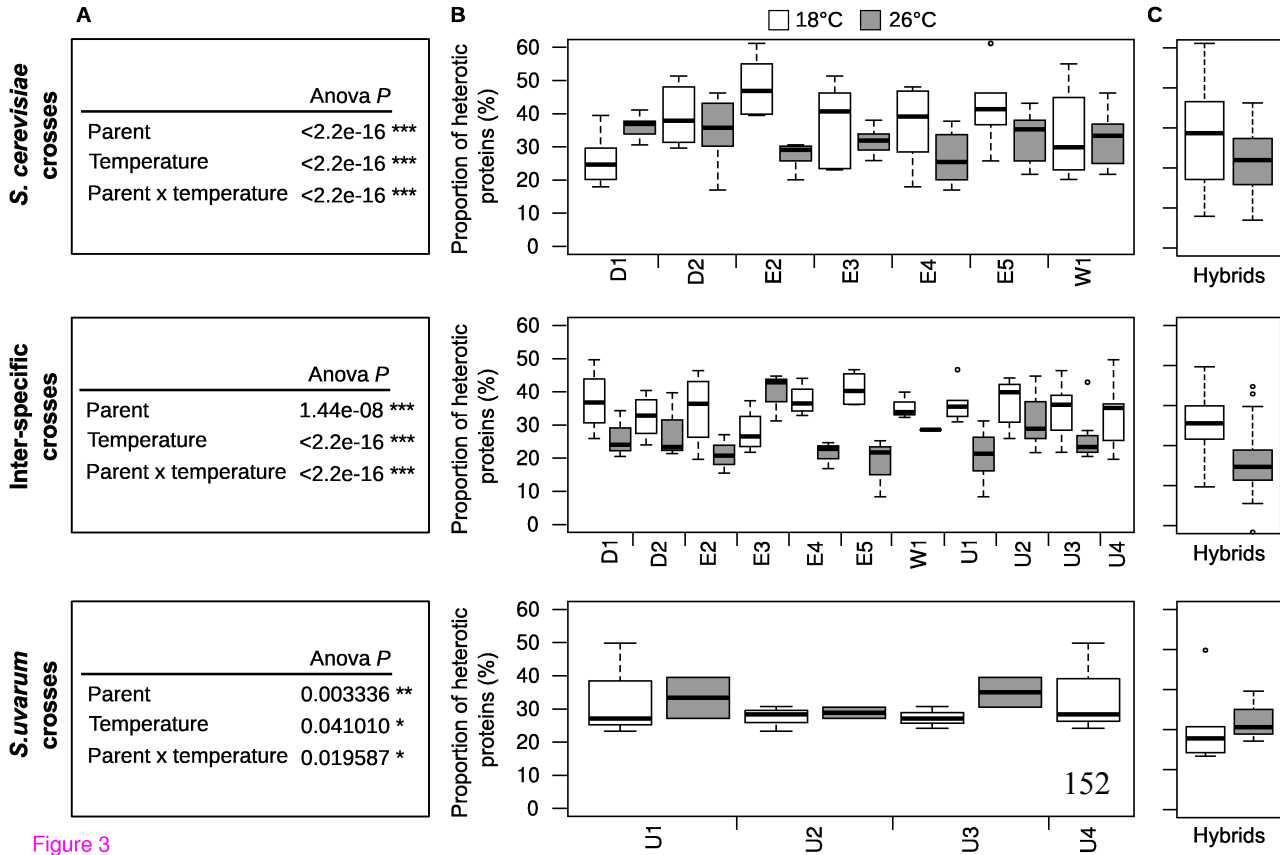 A
B
C
18°C 26°C
S. cerevisiae
crosses
Anova P
Parent <2.2e-16 ***
Temperature <2.2e-16 ***
Parent x temperature <2.2e-16 ***
Proportion of heterotic
proteins (%)
60
50
40
30
20
10
0
D1 D2 E2 E3 E4 E5 W1
Hybrids
Inter-specific
crosses
Anova P
Parent 1.44e-08 ***
Temperature <2.2e-16 ***
Parent x temperature <2.2e-16 ***
Proportion of heterotic
proteins (%)
60
50
40
30
20
10
0
D1 D2 E2 E3 E4 E5 W1 U1 U2 U3 U4
Hybrids
S.uvarum
crosses
Anova P
Parent 0.003336 **
Temperature 0.041010 *
Parent x temperature 0.019587 *
Proportion of heterotic
proteins (%)
60
50
40
30
20
10
0
152
U1 U2 U3 U4
Hybrids
Figure 3